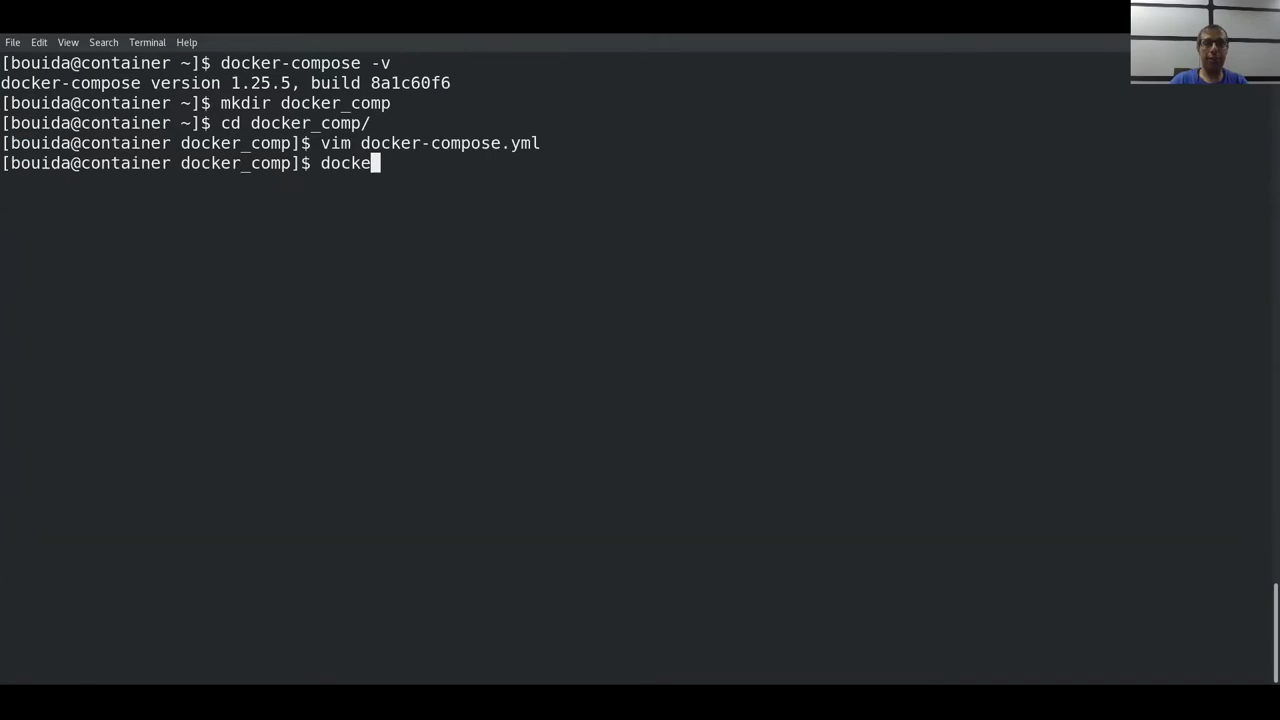 File Edit View Search Terminal Help
[bouida@container ~]$ docker-compose -v
docker-compose version 1.25.5, build 8a1c60f6
[bouida@container ~]$ mkdir docker_comp
[bouida@container ~]$ cd docker_comp/
[bouida@container docker_comp]$ vim docker-compose.yml
[bouida@container docker_comp]$ docke